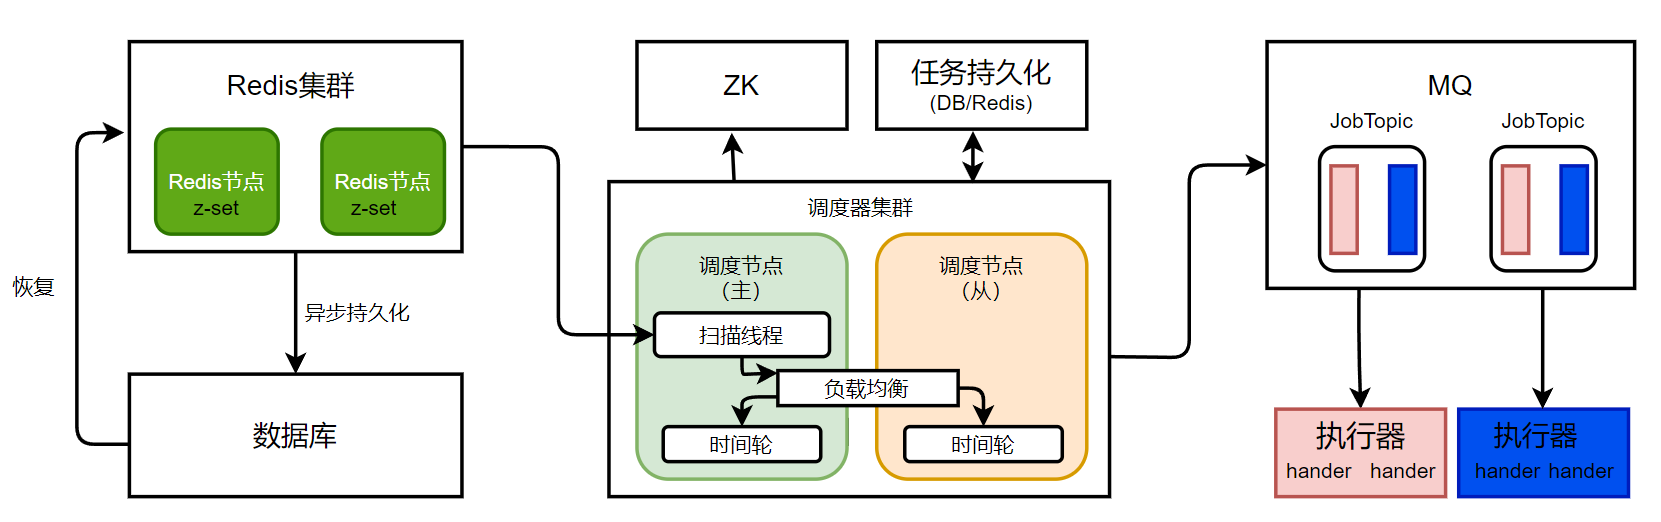 Redis集群
Redis节点
z-set
Redis节点
z-set
恢复
异步持久化
数据库
ZK
任务持久化
(DB/Redis)
调度器集群
调度节点
（主）
扫描线程
调度节点
（从）
负载均衡
时间轮
时间轮
MQ
JobTopic
JobTopic
执行器
hander hander
执行器
hander hander